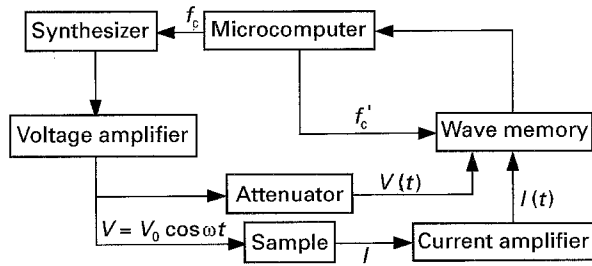 Synthesizer
f_c
Microcomputer
Voltage amplifier
f_c'
Wave memory
Attenuator
V(t)
I(t)
V = V_0 cos ωt
Sample
I
Current amplifier